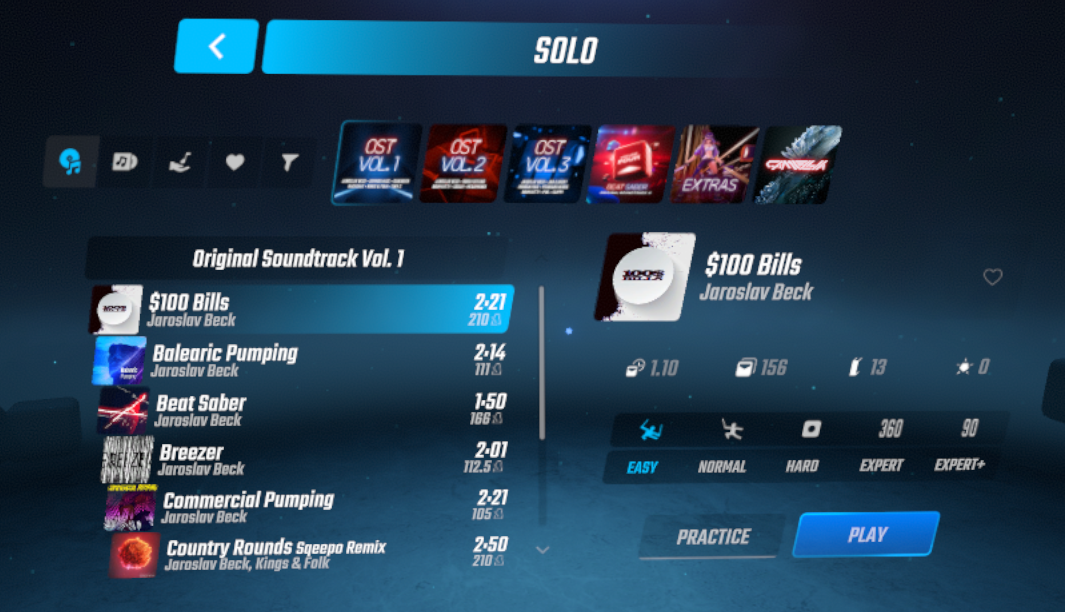 SOLO
OST
VOL. 1
OST
VOL. 2
OST
VOL. 3
BEAT SABER
EXTRAS
CAMELLIA
Original Soundtrack Vol. 1
$100 Bills
Jaroslav Beck
2:21
210
Balearic Pumping
Jaroslav Beck
2:14
111
Beat Saber
Jaroslav Beck
1:50
166
Breezer
Jaroslav Beck
2:01
112.5
Commercial Pumping
Jaroslav Beck
2:21
105
Country Rounds Sqeepo Remix
Jaroslav Beck, Kings & Folk
2:50
210
$100 Bills
Jaroslav Beck
1.10
156
13
0
360
90
EASY
NORMAL
HARD
EXPERT
EXPERT+
PRACTICE
PLAY